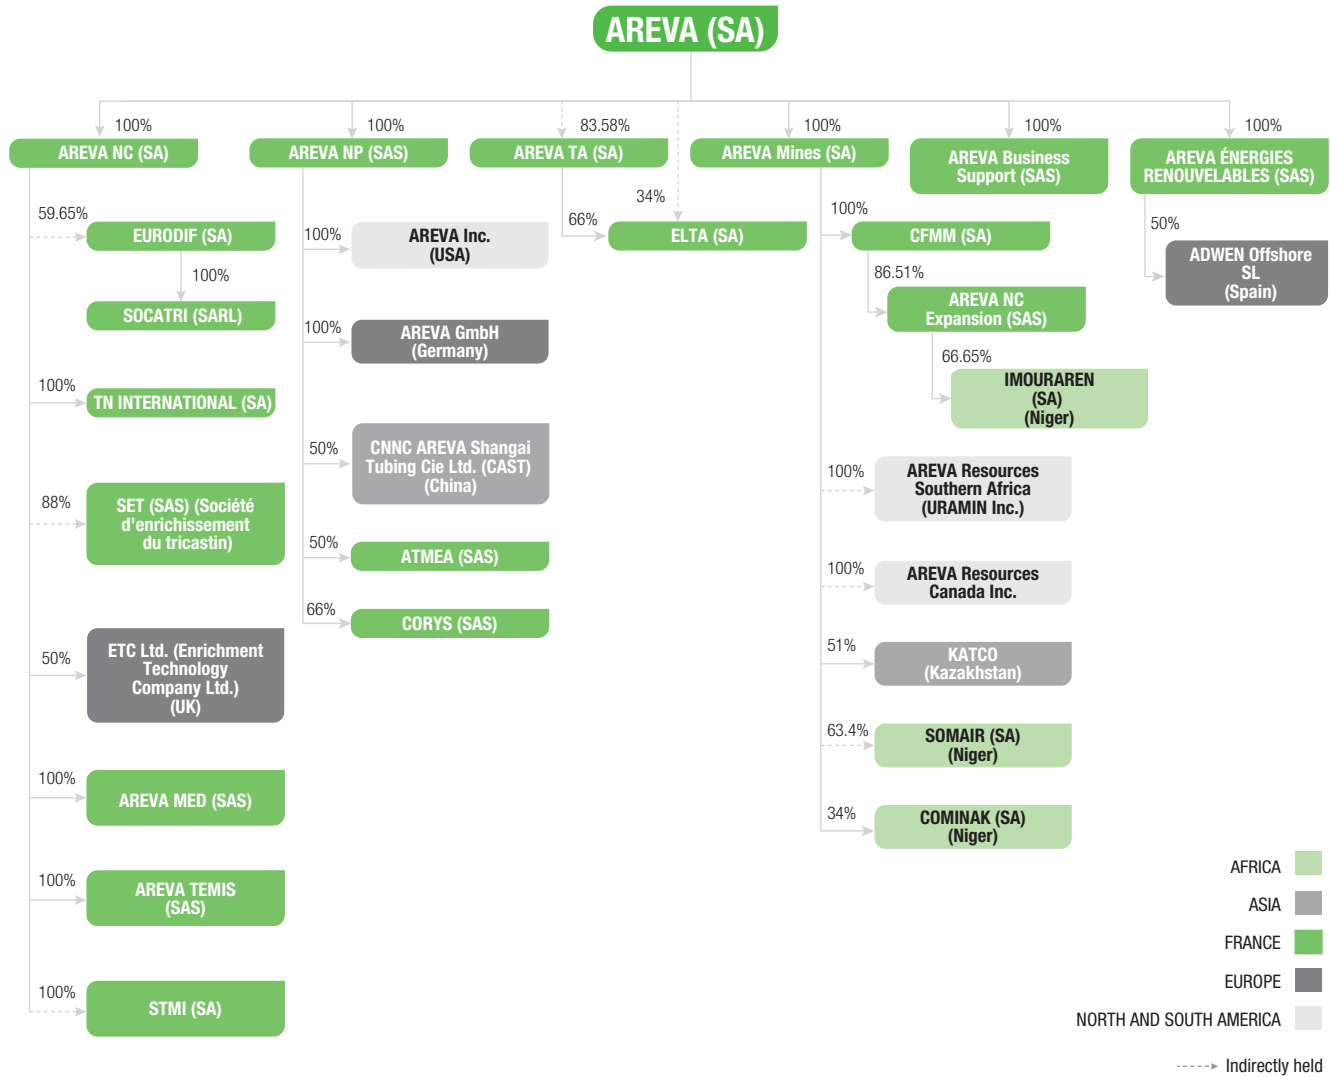 AREVA (SA)
100%
AREVA NC (SA)
59.65%
EURODIF (SA)
100%
SOCATRI (SARL)
100%
TN INTERNATIONAL (SA)
88%
SET (SAS) (Société
d'enrichissement
du tricastin)
50%
ETC Ltd. (Enrichment
Technology
Company Ltd.)
(UK)
100%
AREVA MED (SAS)
100%
AREVA TEMIS
(SAS)
100%
STMI (SA)
100%
AREVA NP (SAS)
100%
AREVA Inc.
(USA)
100%
AREVA GmbH
(Germany)
50%
CNNC AREVA Shangai
Tubing Cie Ltd. (CAST)
(China)
50%
ATMEA (SAS)
66%
CORYS (SAS)
83.58%
AREVA TA (SA)
34%
66%
ELTA (SA)
100%
AREVA Mines (SA)
100%
CFMM (SA)
86.51%
AREVA NC
Expansion (SAS)
66.65%
IMOURAREN
(SA)
(Niger)
100%
AREVA Resources
Southern Africa
(URAMIN Inc.)
100%
AREVA Resources
Canada Inc.
51%
KATCO
(Kazakhstan)
63.4%
SOMAIR (SA)
(Niger)
34%
COMINAK (SA)
(Niger)
100%
AREVA Business
Support (SAS)
100%
AREVA ÉNERGIES
RENOUVELABLES (SAS)
50%
ADWEN Offshore
SL
(Spain)
AFRICA
ASIA
FRANCE
EUROPE
NORTH AND SOUTH AMERICA
Indirectly held